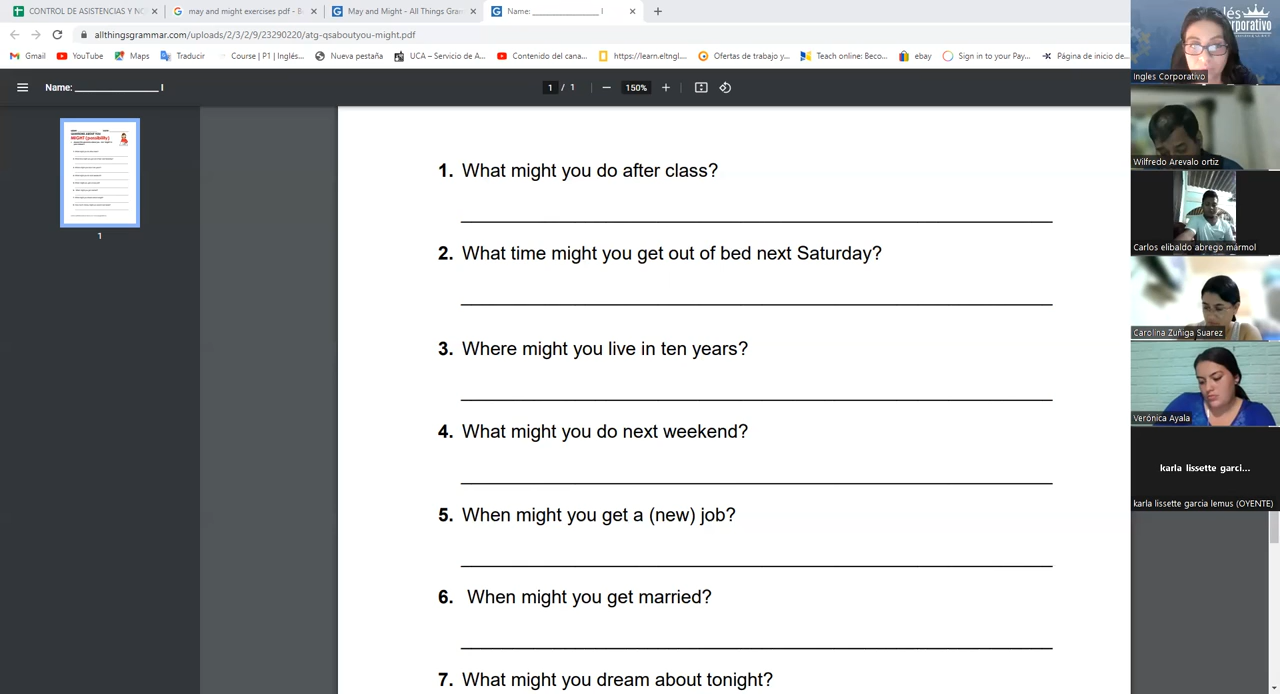 CONTROL DE ASISTENCIAS Y NO
may and might exercises pdf - B
May and Might - All Things Gra
Name: ______________ I
allthingsgrammar.com/uploads/2/3/2/9/23290220/atg-qsaboutyou-might.pdf
Gmail
YouTube
Maps
Traducir
Course | P1 | Inglés...
Nueva pestaña
UCA – Servicio de A...
Contenido del cana...
https://learn.eltngl....
Ofertas de trabajo y...
Teach online: Beco...
ebay
Sign in to your Pay...
Página de inicio de...
Name: ________________ I
1 / 1
150%
1
1. What might you do after class?
2. What time might you get out of bed next Saturday?
3. Where might you live in ten years?
4. What might you do next weekend?
5. When might you get a (new) job?
6. When might you get married?
7. What might you dream about tonight?
Ingles Corporativo
Wilfredo Arevalo ortiz
Carlos elibaldo abrego mármol
Carolina Zuñiga Suarez
Verónica Ayala
karla lissette garci...
karla lissette garcia lemus (OYENTE)